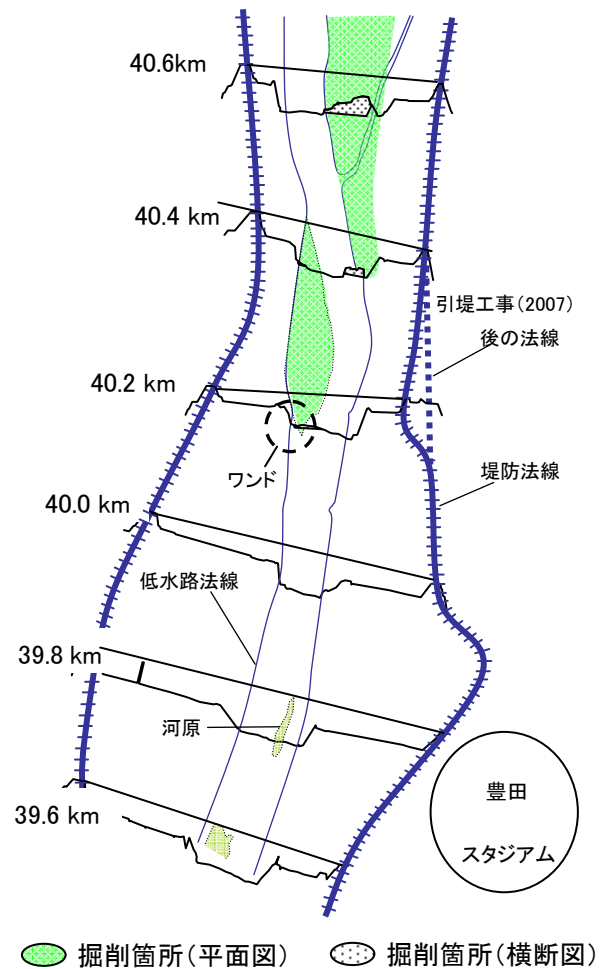 40.6km
40.4 km
引堤工事(2007)
後の法線
40.2 km
ワンド
堤防法線
40.0 km
低水路法線
39.8 km
河原
豊田
スタジアム
39.6 km
掘削箇所(平面図)
掘削箇所(横断図)